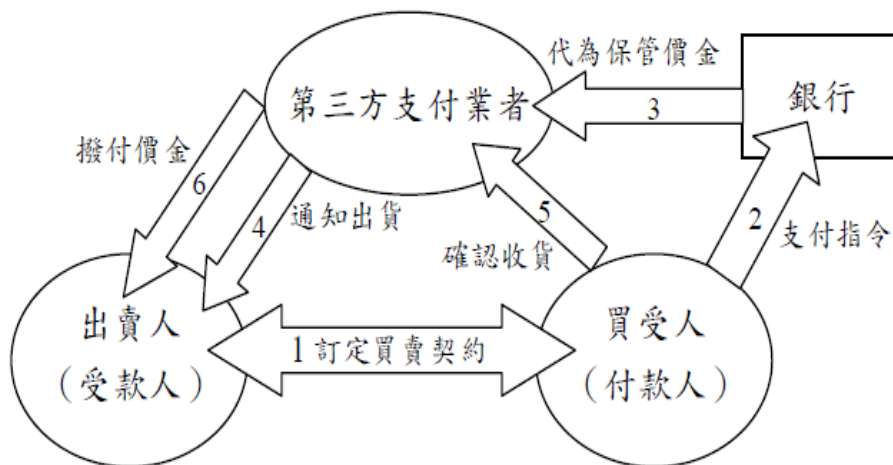 代為保管價金
第三方支付業者
3
銀行
撥付價金
6
4
通知出貨
5
確認收貨
2
支付指令
出賣人
(受款人)
1訂定買賣契約
買受人
(付款人)